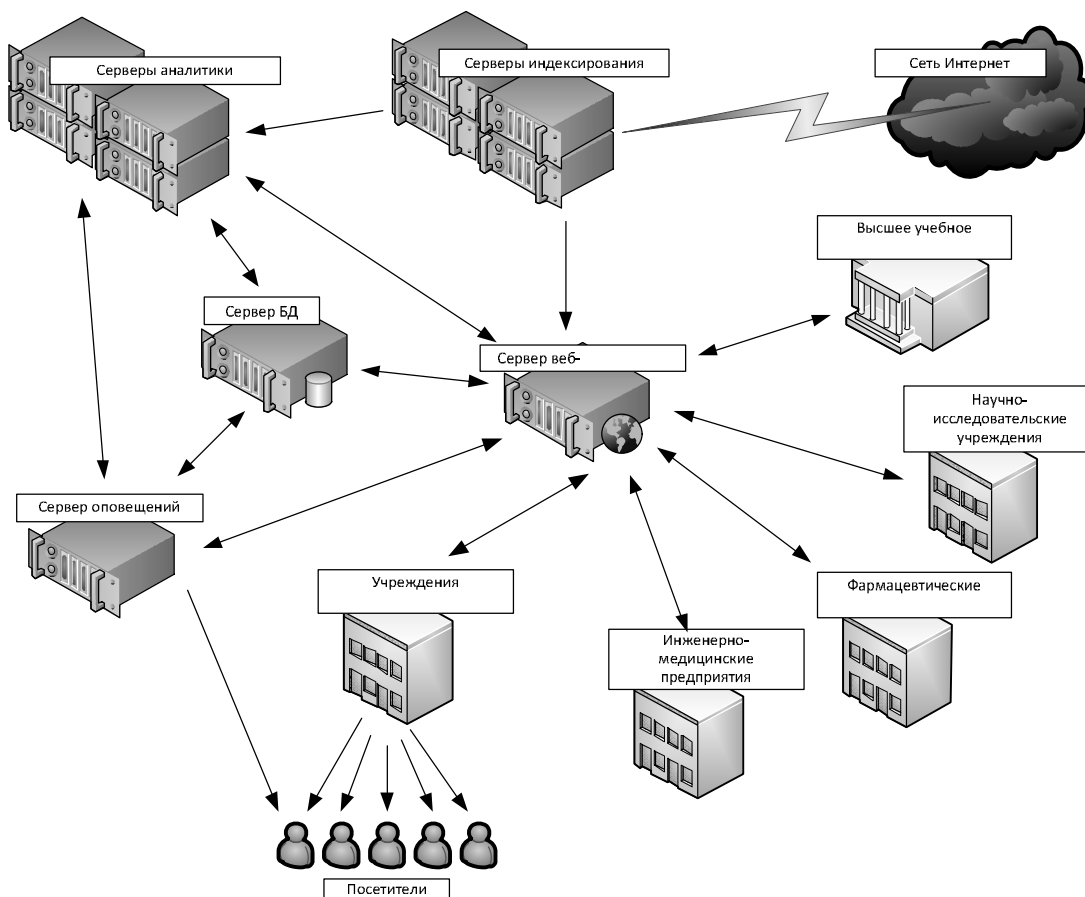 Серверы аналитики
Серверы индексирования
Сеть Интернет
Высшее учебное
Сервер БД
Сервер веб-
Научно-
исследовательские
учреждения
Сервер оповещений
Учреждения
Фармацевтические
Инженерно-
медицинские
предприятия
Посетители